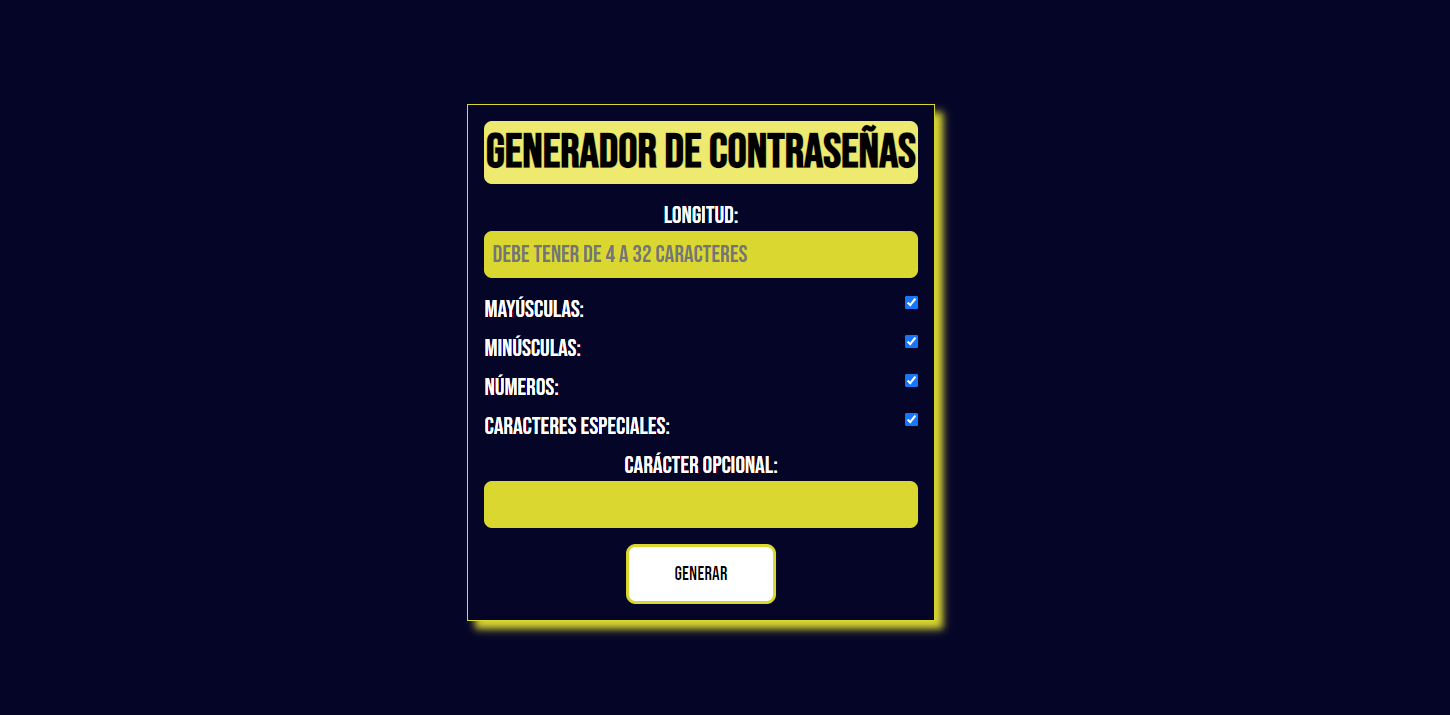 GENERADOR DE CONTRASEÑAS
LONGITUD:
DEBE TENER DE 4 A 32 CARACTERES
MAYÚSCULAS:
MINÚSCULAS:
NÚMEROS:
CARACTERES ESPECIALES:
CARÁCTER OPCIONAL:
GENERAR